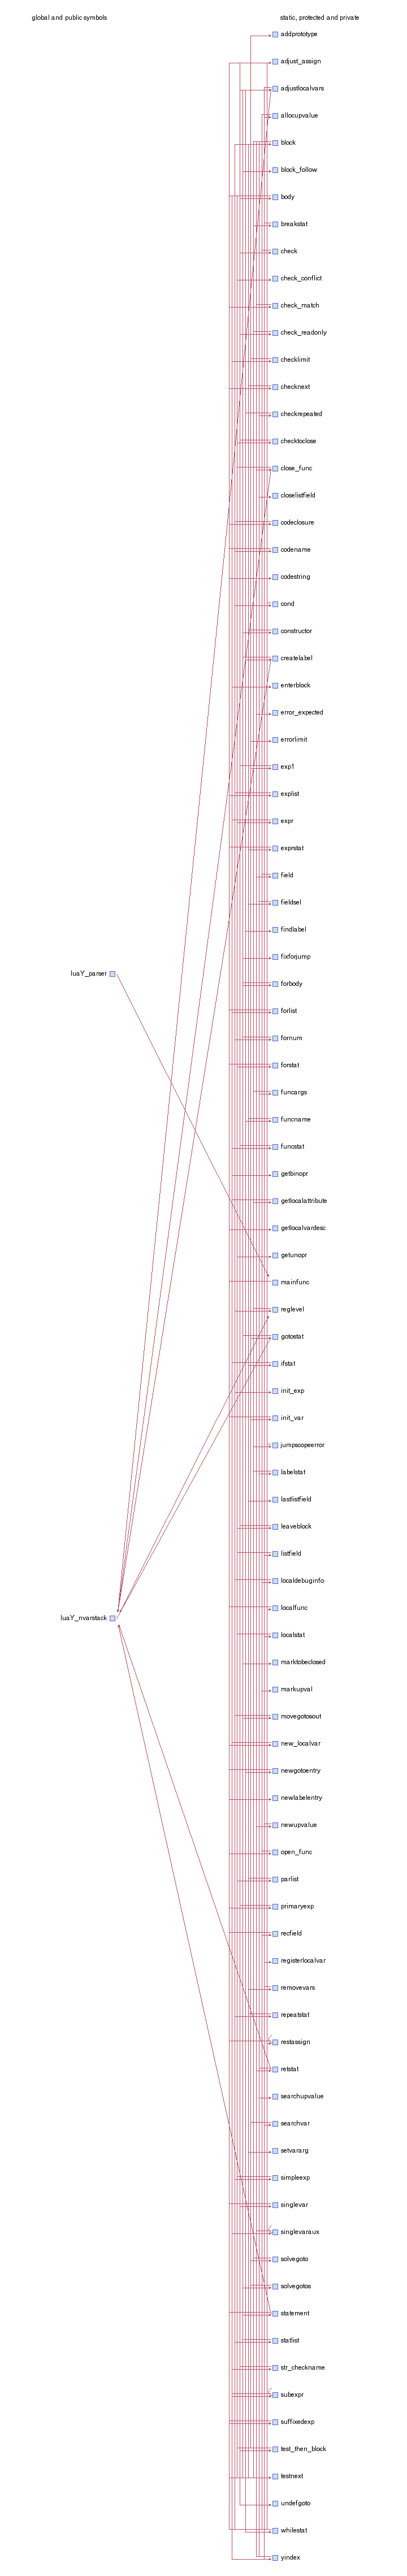 global and public symbols
static, protected and private
addprototype
adjust_assign
adjustlocalvars
allocupvalue
block
block_follow
body
breakstat
check
check_conflict
check_match
check_readonly
checklimit
checknext
checkrepeated
checktoclose
close_func
closelistfield
codeclosure
codename
codestring
cond
constructor
createlabel
enterblock
error_expected
errorlimit
exp1
explist
expr
exprstat
field
fieldsel
findlabel
fixforjump
luaY_parser
forbody
forlist
fornum
forstat
funcargs
funcname
funcstat
getbinopr
getlocalattribute
getlocalvardesc
getunopr
mainfunc
reglevel
gotostat
ifstat
init_exp
init_var
jumpscopeerror
labelstat
lastlistfield
leaveblock
listfield
localdebuginfo
localfunc
luaY_nvarstack
localstat
marktobeclosed
markupval
movegotosout
new_localvar
newgotoentry
newlabelentry
newupvalue
open_func
parlist
primaryexp
recfield
registerlocalvar
removevars
repeatstat
restassign
retstat
searchupvalue
searchvar
setvararg
simpleexp
singlevar
singlevaraux
solvegoto
solvegotos
statement
statlist
str_checkname
subexpr
suffixedexp
test_then_block
testnext
undefgoto
whilestat
yindex